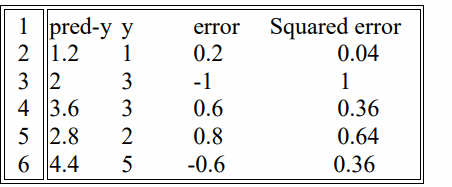 1 pred-y y error Squared error
2 1.2 1 0.2 0.04
3 2 3 -1 1
4 3.6 3 0.6 0.36
5 2.8 2 0.8 0.64
6 4.4 5 -0.6 0.36